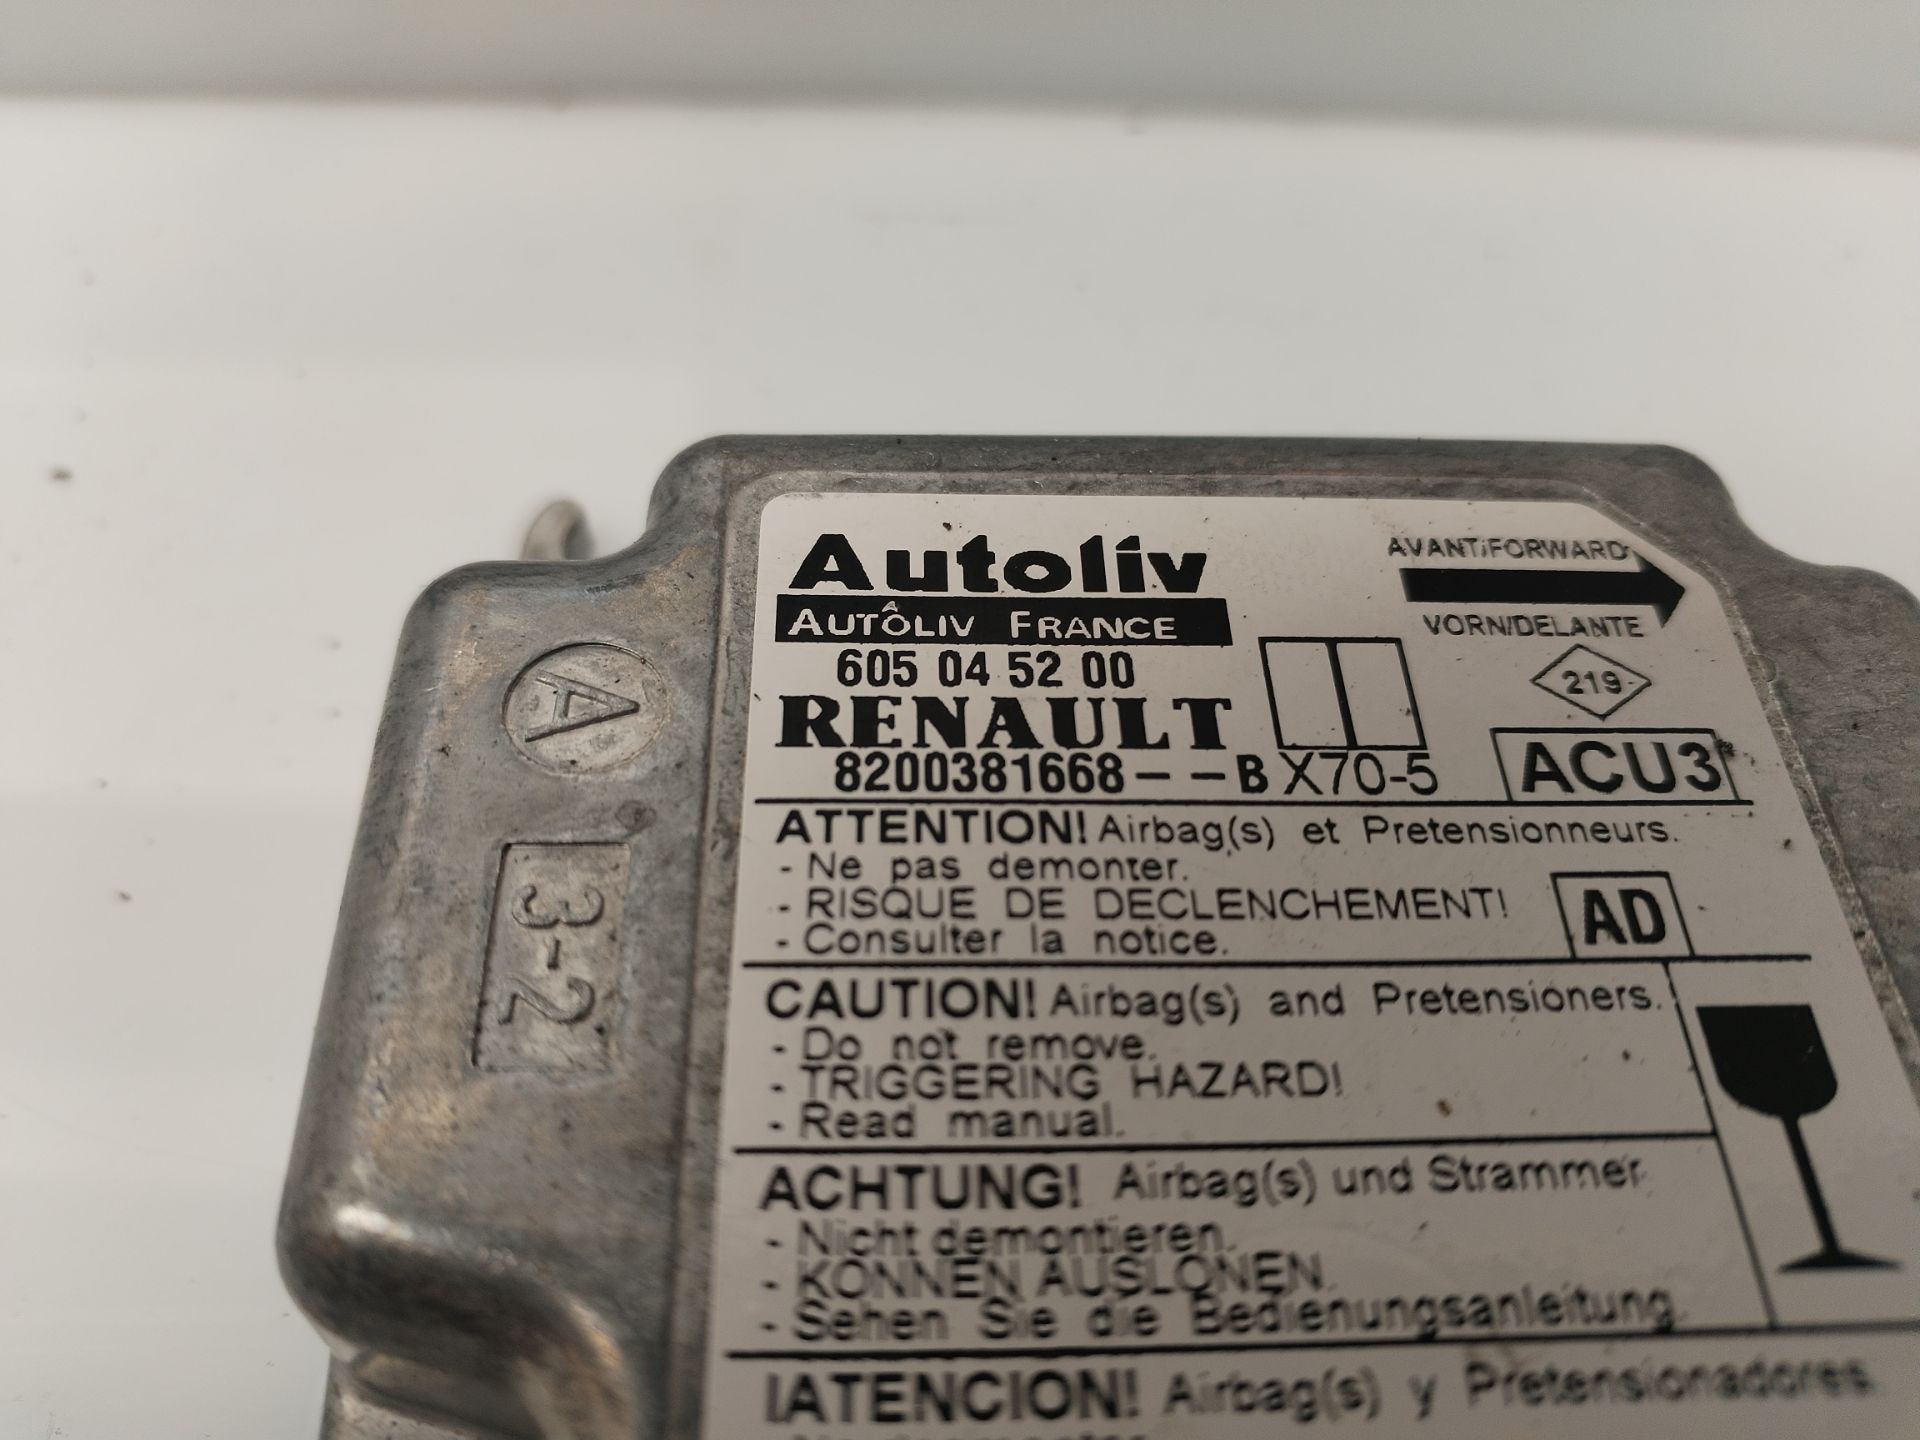 Autoliv
AUTÔLIV FRANCE
605 04 52 00
RENAULT
8200381668--B X70-5
AVANT/FORWARD
VORN/DELANTE
219
ACU3
ATTENTION! Airbag(s) et Pretensionneurs.
- Ne pas demonter.
- RISQUE DE DECLENCHEMENT!
- Consulter la notice.
AD
CAUTION! Airbag(s) and Pretensioners.
- Do not remove.
- TRIGGERING HAZARD!
- Read manual.
ACHTUNG! Airbag(s) und Strammer
- Nicht demontieren.
- KONNEN AUSLONEN.
- Sehen Sie die Bedienungsanleitung.
¡ATENCION! Airbag(s) y Pretensionadores.
A
3-2